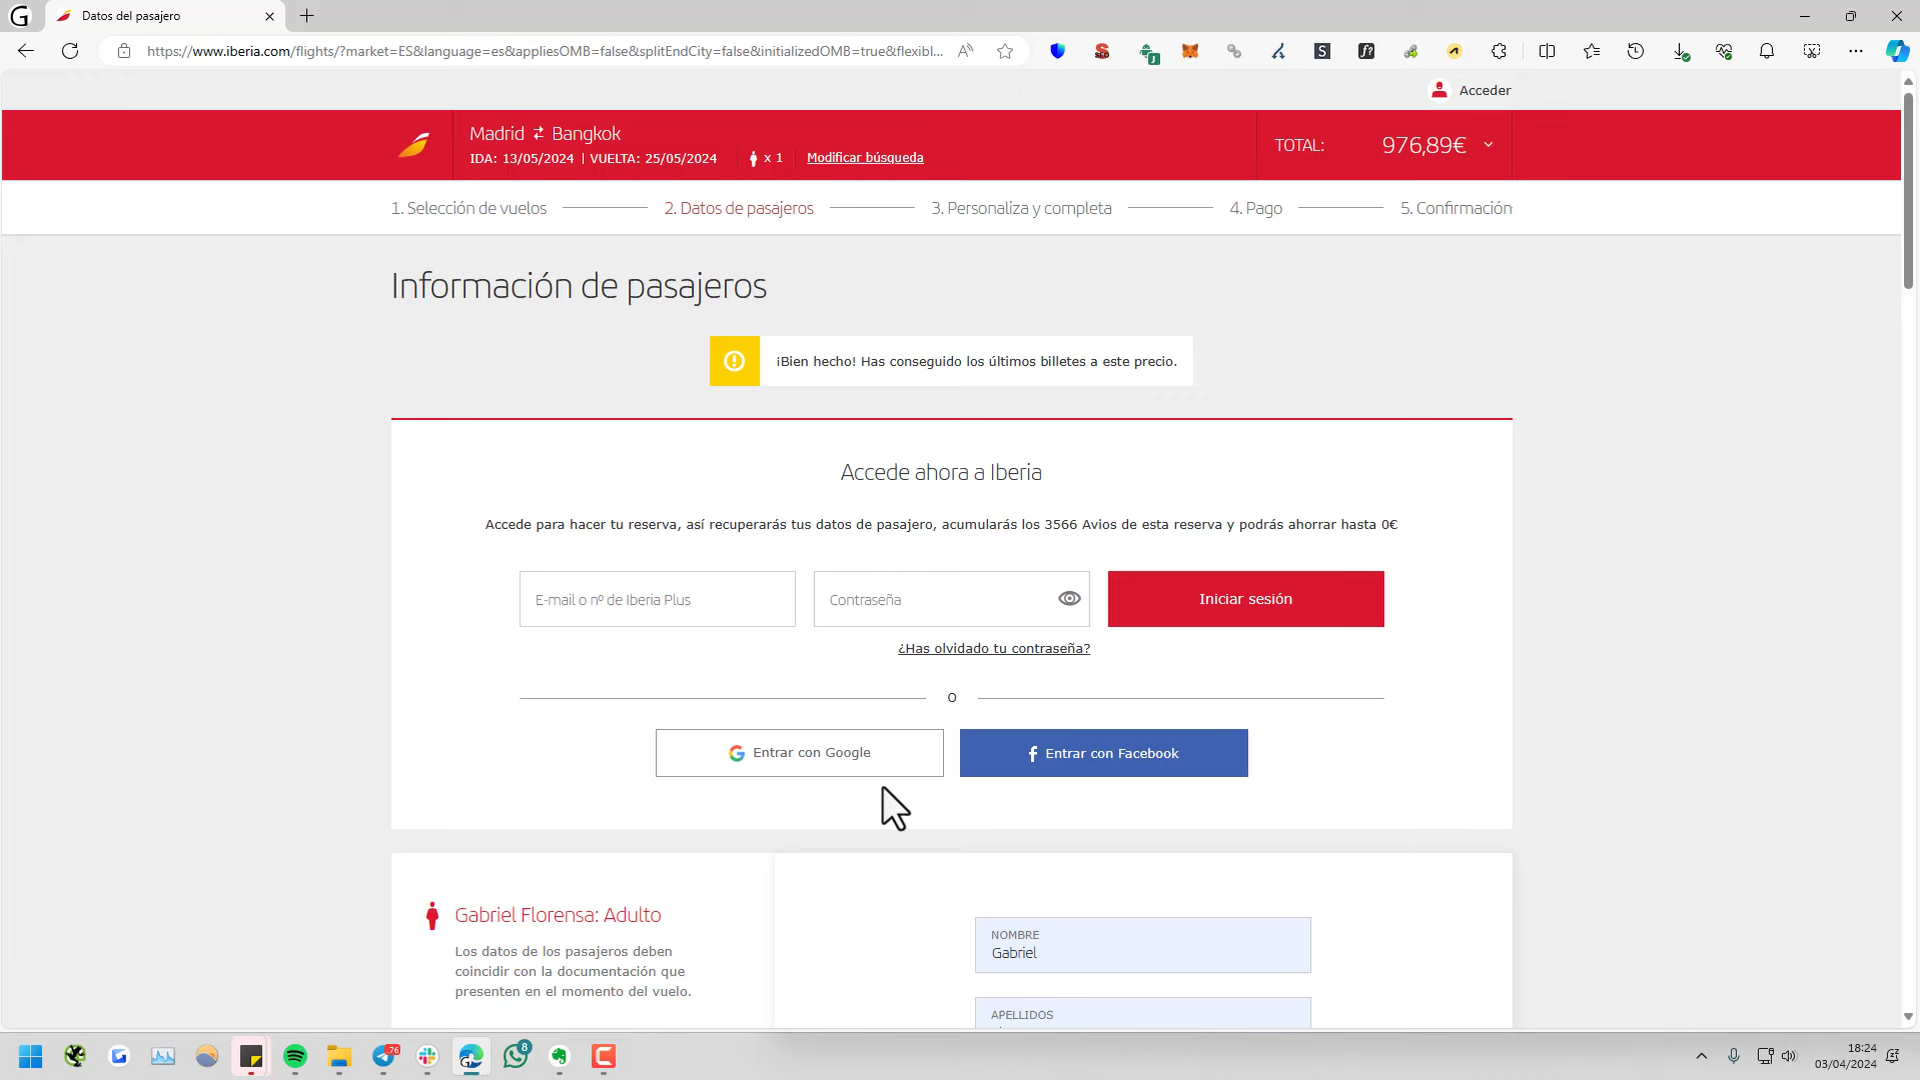 Datos del pasajero
https://www.iberia.com/flights/?market=ES&language=es&appliesOMB=false&splitEndCity=false&initializedOMB=true&flexibl...
Acceder
Madrid ⇄ Bangkok
IDA: 13/05/2024 | VUELTA: 25/05/2024
x 1
Modificar búsqueda
TOTAL:
976,89€
1. Selección de vuelos
2. Datos de pasajeros
3. Personaliza y completa
4. Pago
5. Confirmación
Información de pasajeros
¡Bien hecho! Has conseguido los últimos billetes a este precio.
Accede ahora a Iberia
Accede para hacer tu reserva, así recuperarás tus datos de pasajero, acumularás los 3566 Avios de esta reserva y podrás ahorrar hasta 0€
E-mail o nº de Iberia Plus
Contraseña
Iniciar sesión
¿Has olvidado tu contraseña?
O
Entrar con Google
Entrar con Facebook
Gabriel Florensa: Adulto
Los datos de los pasajeros deben
coincidir con la documentación que
presenten en el momento del vuelo.
NOMBRE
Gabriel
APELLIDOS
76
8
18:24
03/04/2024